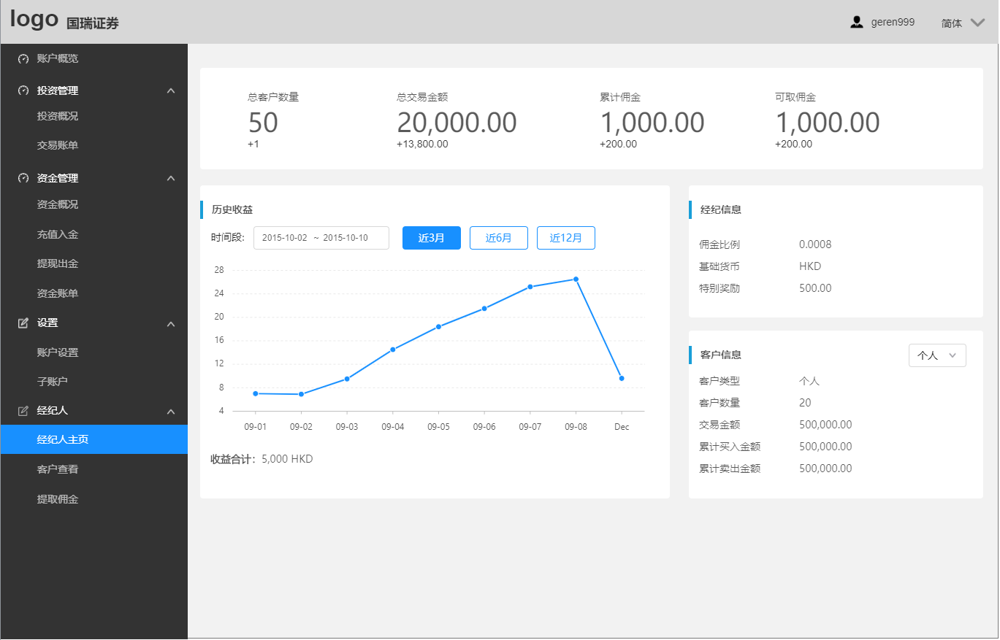 logo 国瑞证券
geren999
简体
账户概览
投资管理
投资概况
交易账单
资金管理
资金概况
充值入金
提现出金
资金账单
设置
账户设置
子账户
经纪人
经纪人主页
客户查看
提取佣金
总客户数量
50
+1
总交易金额
20,000.00
+13,800.00
累计佣金
1,000.00
+200.00
可取佣金
1,000.00
+200.00
历史收益
时间段: 2015-10-02 ~ 2015-10-10 近3月 近6月 近12月
28
24
20
16
12
8
4
09-01 09-02 09-03 09-04 09-05 09-06 09-07 09-08 Dec
收益合计：5,000 HKD
经纪信息
佣金比例 0.0008
基础货币 HKD
特别奖励 500.00
客户信息 个人
客户类型 个人
客户数量 20
交易金额 500,000.00
累计买入金额 500,000.00
累计卖出金额 500,000.00